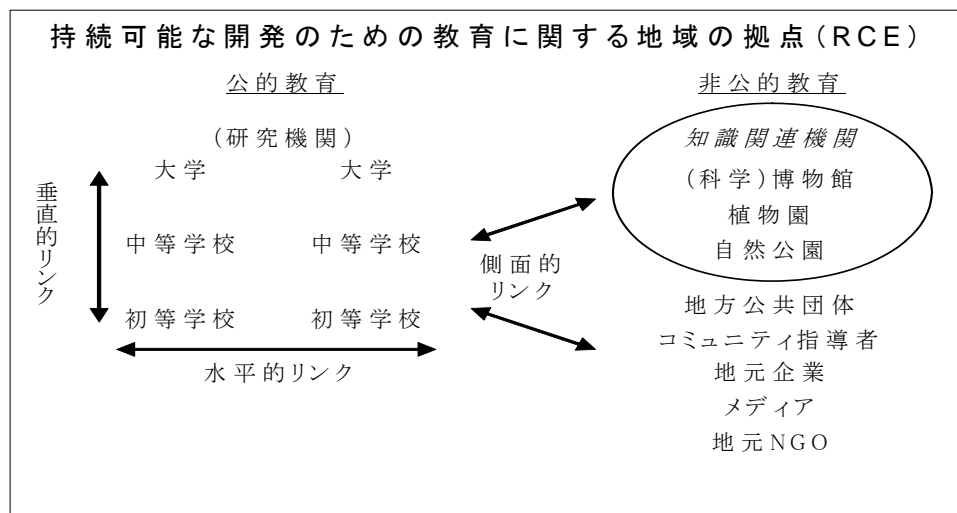 持続可能な開発のための教育に関する地域の拠点(RCE)
公的教育
(研究機関)
大学 大学
垂直的リンク
中等学校 中等学校
初等学校 初等学校
水平的リンク
側面的
リンク
非公的教育
知識関連機関
(科学)博物館
植物園
自然公園
地方公共団体
コミュニティ指導者
地元企業
メディア
地元NGO